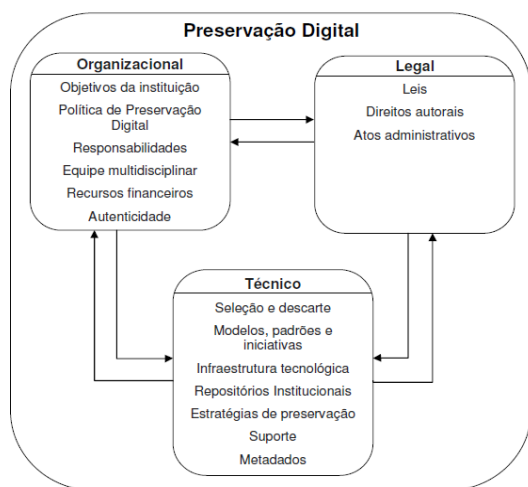 Preservação Digital
Organizacional
Objetivos da instituição
Política de Preservação
Digital
Responsabilidades
Equipe multidisciplinar
Recursos financeiros
Autenticidade
Legal
Leis
Direitos autorais
Atos administrativos
Técnico
Seleção e descarte
Modelos, padrões e
iniciativas
Infraestrutura tecnológica
Repositórios Institucionais
Estratégias de preservação
Suporte
Metadados